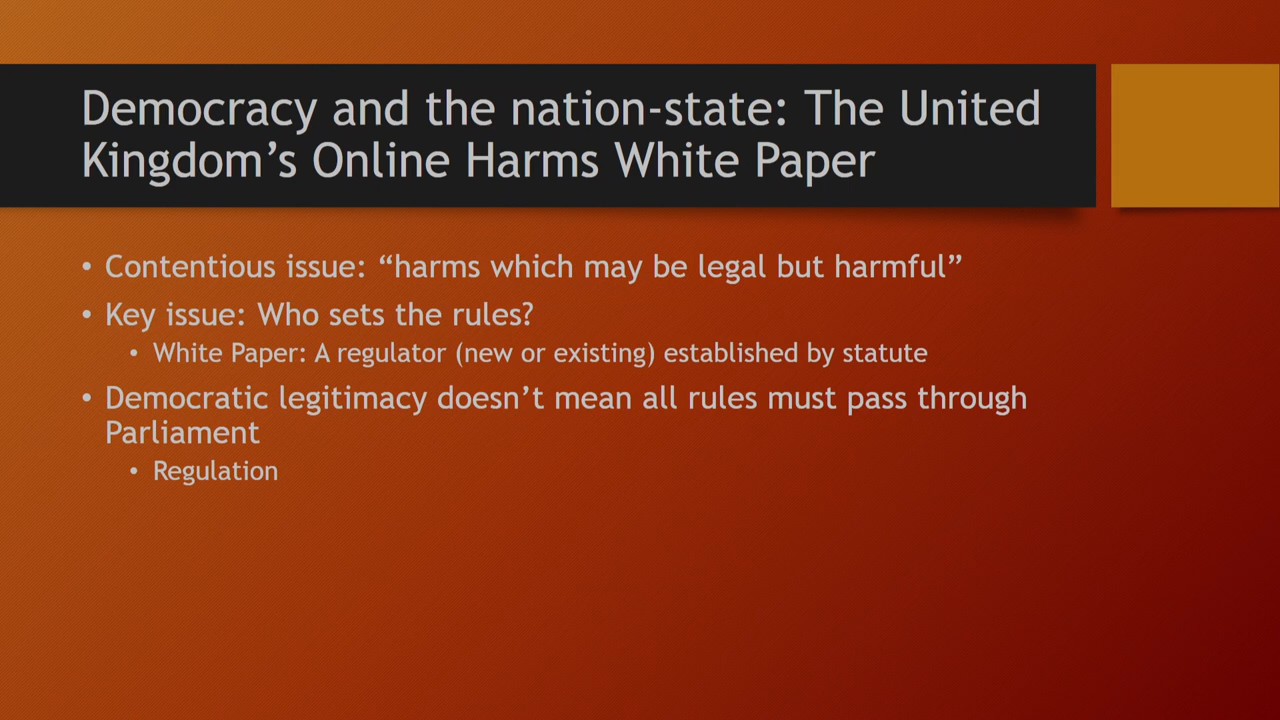 Democracy and the nation-state: The United
Kingdom’s Online Harms White Paper
• Contentious issue: “harms which may be legal but harmful”
• Key issue: Who sets the rules?
• White Paper: A regulator (new or existing) established by statute
• Democratic legitimacy doesn’t mean all rules must pass through
Parliament
• Regulation